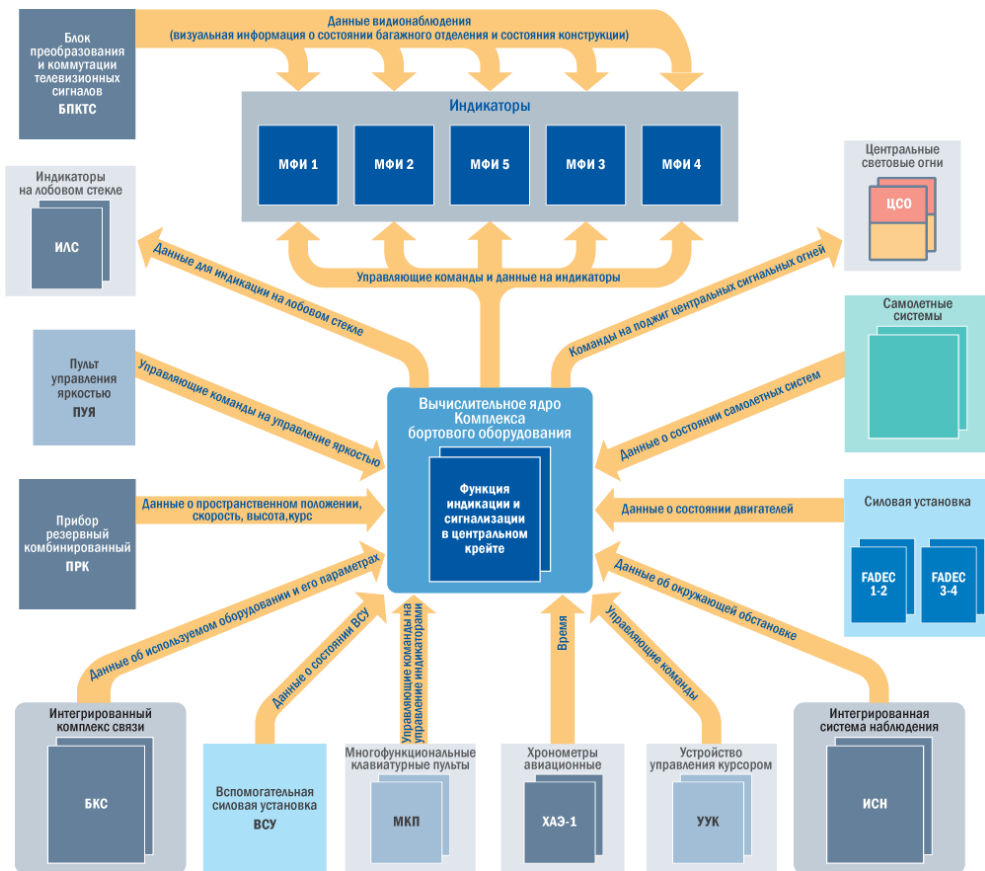 Блок
преобразования
и коммутации
телевизионных
сигналов
БПКТС
Данные видионаблюдения
(визуальная информация о состоянии багажного отделения и состояния конструкции)
Индикаторы
МФИ 1
МФИ 2
МФИ 5
МФИ 3
МФИ 4
Индикаторы
на лобовом стекле
ИЛС
Центральные
световые огни
ЦСО
Данные для индикации на лобовом стекле
Управляющие команды и данные на индикаторы
Команды на поджиг центральных сигнальных огней
Самолетные
системы
Пульт
управления
яркостью
ПУЯ
Управляющие команды на управление яркостью
Вычислительное ядро
Комплекса
бортового оборудования
Функция
индикации и
сигнализации
в центральном
крейте
Данные о состоянии самолетных систем
Прибор
резервный
комбинированный
ПРК
Данные о пространственном положении,
скорость, высота,курс
Данные о состоянии двигателей
Силовая установка
FADEC
1-2
FADEC
3-4
Данные об используемом оборудовании и его параметрах
Данные о состоянии ВСУ
Управляющие команды на
управление индикаторами
Время
Управляющие команды
Данные об окружающей обстановке
Интегрированный
комплекс связи
БКС
Вспомогательная
силовая установка
ВСУ
Многофункциональные
клавиатурные пульты
МКП
Хронометры
авиационные
ХАЭ-1
Устройство
управления курсором
УУК
Интегрированная
система наблюдения
ИСН